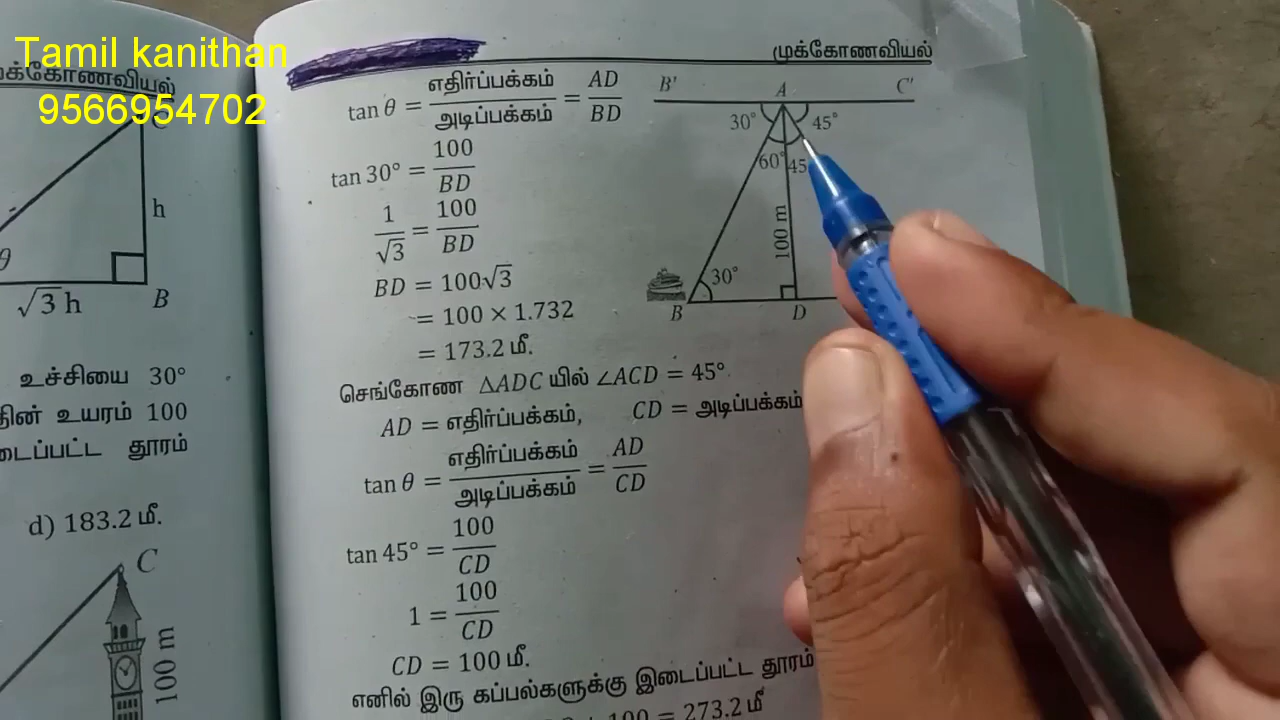 Tamil kanithan
9566954702
க்கோணவியல்
C
h
θ
√3 h
B
உச்சியை 30°
தின் உயரம் 100
டைப்பட்ட தூரம்
d) 183.2 மீ.
C
100 m
முக்கோணவியல்
tan θ = எதிர்ப்பக்கம் / அடிப்பக்கம் = AD / BD
tan 30° = 100 / BD
1 / √3 = 100 / BD
BD = 100√3
= 100 × 1.732
= 173.2 மீ.
B' A C'
30° 45°
60° 45
100 m
30°
B D
செங்கோண ΔADC யில் ∠ACD = 45°
AD = எதிர்ப்பக்கம், CD = அடிப்பக்கம்
tan θ = எதிர்ப்பக்கம் / அடிப்பக்கம் = AD / CD
tan 45° = 100 / CD
1 = 100 / CD
CD = 100 மீ.
எனில் இரு கப்பல்களுக்கு இடைப்பட்ட தூரம்
100 = 273.2 மீ